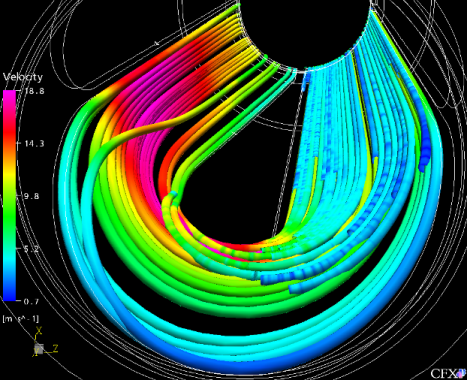 Velocity
18.8
14.3
9.8
5.2
0.7
[m s^-1]
X
Z
CFX